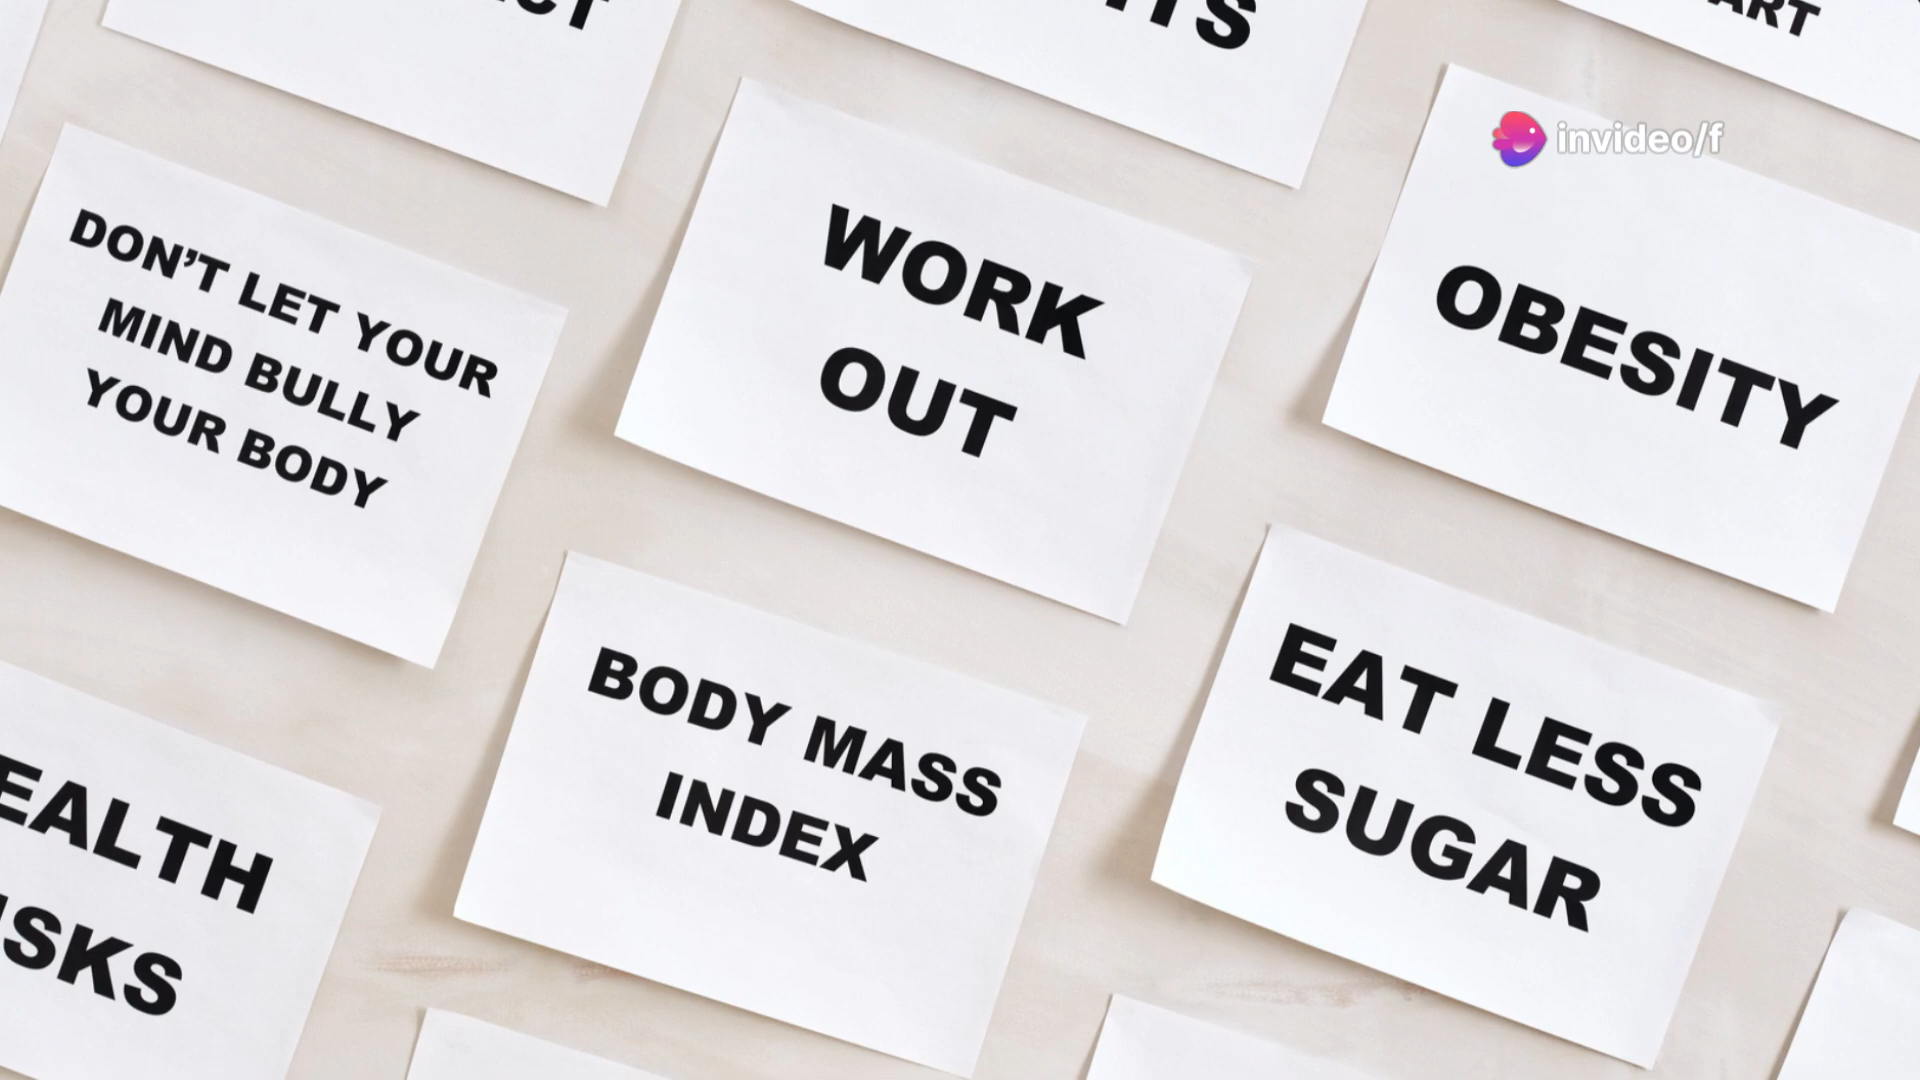 invideo/f
DON'T LET YOUR
MIND BULLY
YOUR BODY
WORK
OUT
OBESITY
BODY MASS
INDEX
EAT LESS
SUGAR